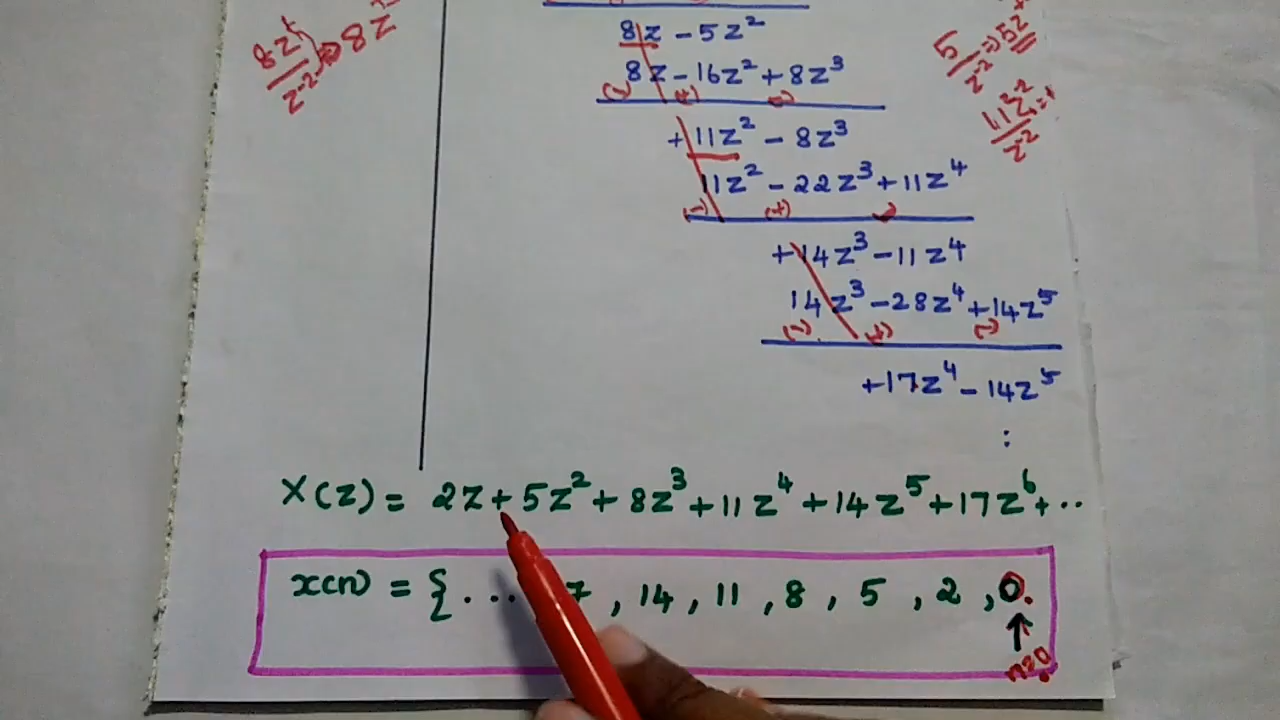 8z - 5z²
8z - 16z² + 8z³
(-) (+) (-)
+ 11z² - 8z³
11z² - 22z³ + 11z⁴
(-) (+)
+14z³ - 11z⁴
14z³ - 28z⁴ + 14z⁵
(-) (+) (-)
+17z⁴ - 14z⁵
:
X(z) = 2z + 5z² + 8z³ + 11z⁴ + 14z⁵ + 17z⁶ + ..
x(n) = { ... 7, 14, 11, 8, 5, 2, 0.
↑
n=0